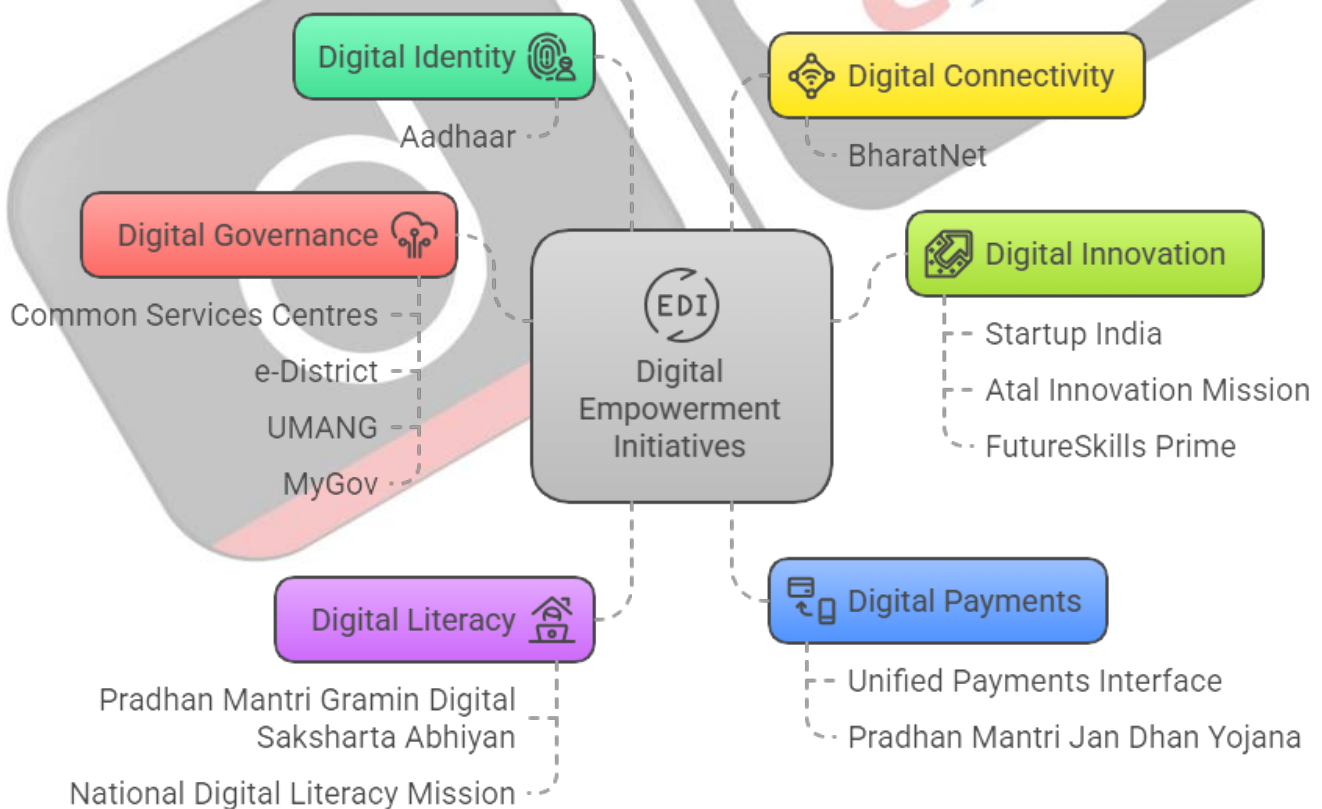 Digital Identity
Aadhaar
Digital Connectivity
BharatNet
Digital Governance
Common Services Centres
e-District
UMANG
MyGov
EDI
Digital
Empowerment
Initiatives
Digital Innovation
Startup India
Atal Innovation Mission
FutureSkills Prime
Digital Literacy
Pradhan Mantri Gramin Digital
Saksharta Abhiyan
National Digital Literacy Mission
Digital Payments
Unified Payments Interface
Pradhan Mantri Jan Dhan Yojana